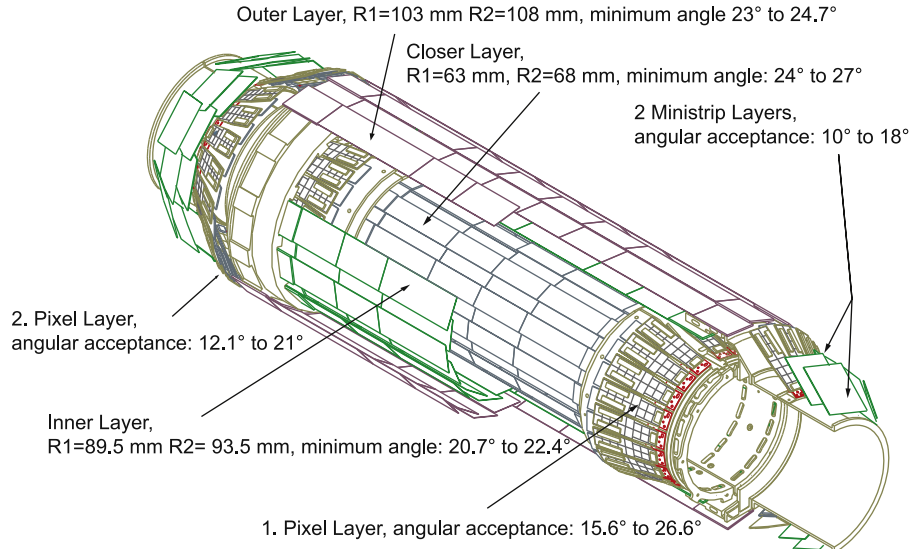 Outer Layer, R1=103 mm R2=108 mm, minimum angle 23° to 24.7°
Closer Layer,
R1=63 mm, R2=68 mm, minimum angle: 24° to 27°
2 Ministrip Layers,
angular acceptance: 10° to 18°
2. Pixel Layer,
angular acceptance: 12.1° to 21°
Inner Layer,
R1=89.5 mm R2= 93.5 mm, minimum angle: 20.7° to 22.4°
1. Pixel Layer, angular acceptance: 15.6° to 26.6°